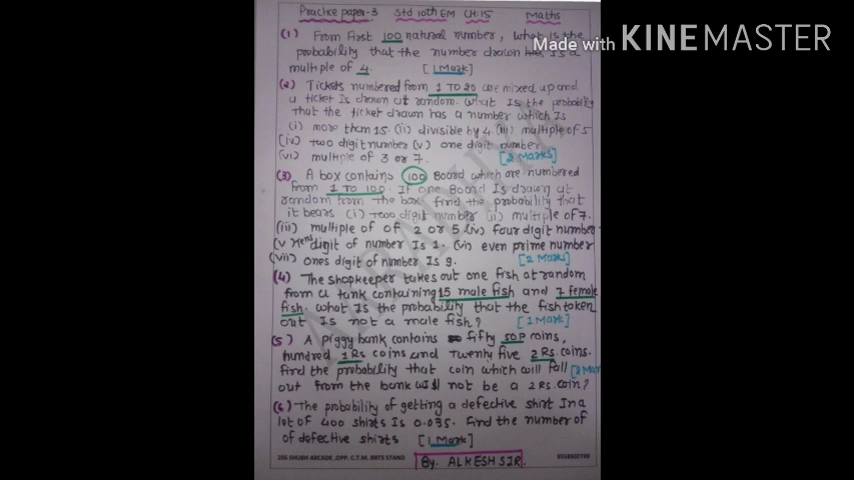 Practice paper-3 Std 10th EM CH:15 Maths
Made with KINEMASTER
(1) From First 100 natural number, what is the
probability that the number drawn is a
multiple of 4. [1 Mark]
(2) Tickets numbered from 1 TO 20 are mixed up and
a ticket is drawn at random. What Is the probability
That the ticket drawn has a number which Is
(i) more than 15. (ii) divisible by 4 (iii) multiple of 5
(iv) two digit number (v) one digit number
(vi) multiple of 3 or 7. [2 Marks]
(3) A box contains 100 Board which are numbered
from 1 TO 100. If one Board Is drawn at
random from the box find the probability that
it bears (i) two digit number (ii) multiple of 7.
(iii) multiple of of 2 or 5 (iv) four digit number
(v) Tens digit of number Is 1. (vi) even prime number
(vii) ones digit of number Is 9. [2 Mark]
(4) The shopkeeper takes out one fish at random
from a tank containing 15 male fish and 7 female
fish. what Is the probability that the fish taken
out Is not a male fish? [1 Mark]
(5) A piggy bank contains fifty 50P coins,
hundred 1Rs coins and Twenty five 2Rs. coins.
find the probability that coin which will fall [2 Mar
out from the bank will not be a 2Rs. coin?
(6) The probability of getting a defective shirt In a
lot of 400 shirts Is 0.035. Find the number of
of defective shirts [1 Mark]
By. ALKESH SIR.